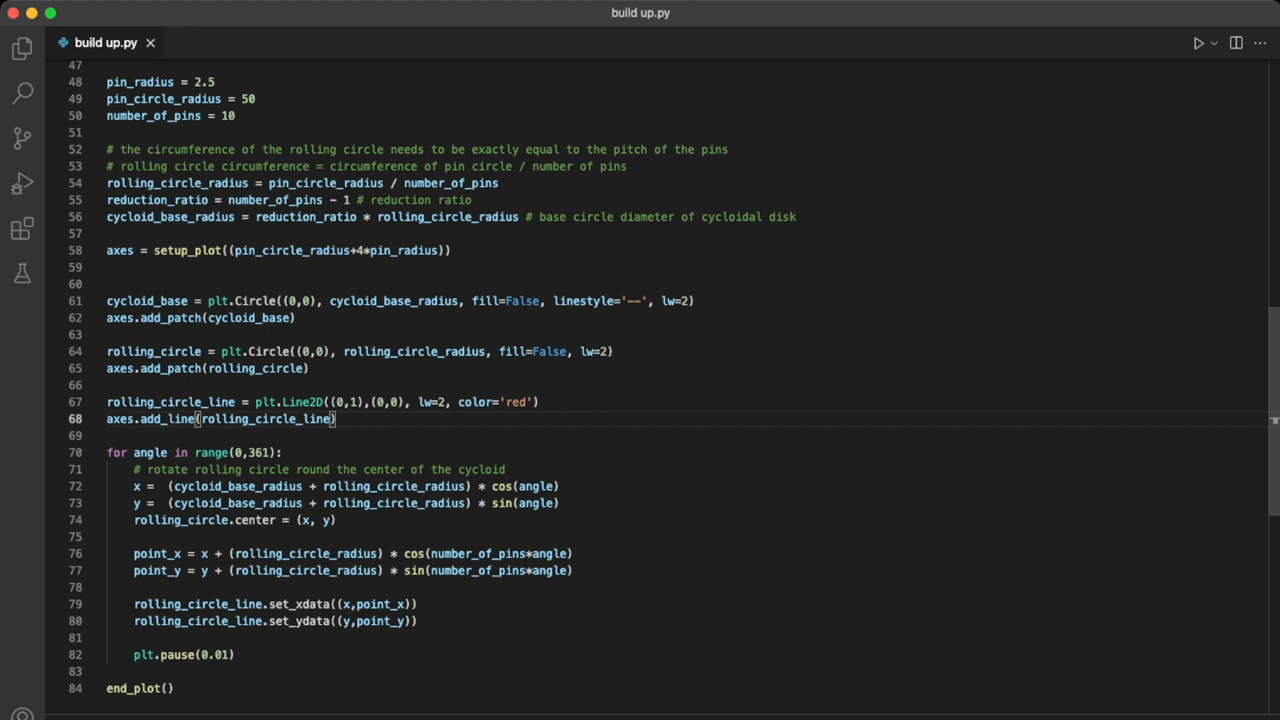 build up.py
build up.py
47
48 pin_radius = 2.5
49 pin_circle_radius = 50
50 number_of_pins = 10
51
52 # the circumference of the rolling circle needs to be exactly equal to the pitch of the pins
53 # rolling circle circumference = circumference of pin circle / number of pins
54 rolling_circle_radius = pin_circle_radius / number_of_pins
55 reduction_ratio = number_of_pins - 1 # reduction ratio
56 cycloid_base_radius = reduction_ratio * rolling_circle_radius # base circle diameter of cycloidal disk
57
58 axes = setup_plot((pin_circle_radius+4*pin_radius))
59
60
61 cycloid_base = plt.Circle((0,0), cycloid_base_radius, fill=False, linestyle='--', lw=2)
62 axes.add_patch(cycloid_base)
63
64 rolling_circle = plt.Circle((0,0), rolling_circle_radius, fill=False, lw=2)
65 axes.add_patch(rolling_circle)
66
67 rolling_circle_line = plt.Line2D((0,1),(0,0), lw=2, color='red')
68 axes.add_line(rolling_circle_line)
69
70 for angle in range(0,361):
71     # rotate rolling circle round the center of the cycloid
72     x =  (cycloid_base_radius + rolling_circle_radius) * cos(angle)
73     y =  (cycloid_base_radius + rolling_circle_radius) * sin(angle)
74     rolling_circle.center = (x, y)
75
76     point_x = x + (rolling_circle_radius) * cos(number_of_pins*angle)
77     point_y = y + (rolling_circle_radius) * sin(number_of_pins*angle)
78
79     rolling_circle_line.set_xdata((x,point_x))
80     rolling_circle_line.set_ydata((y,point_y))
81
82     plt.pause(0.01)
83
84 end_plot()